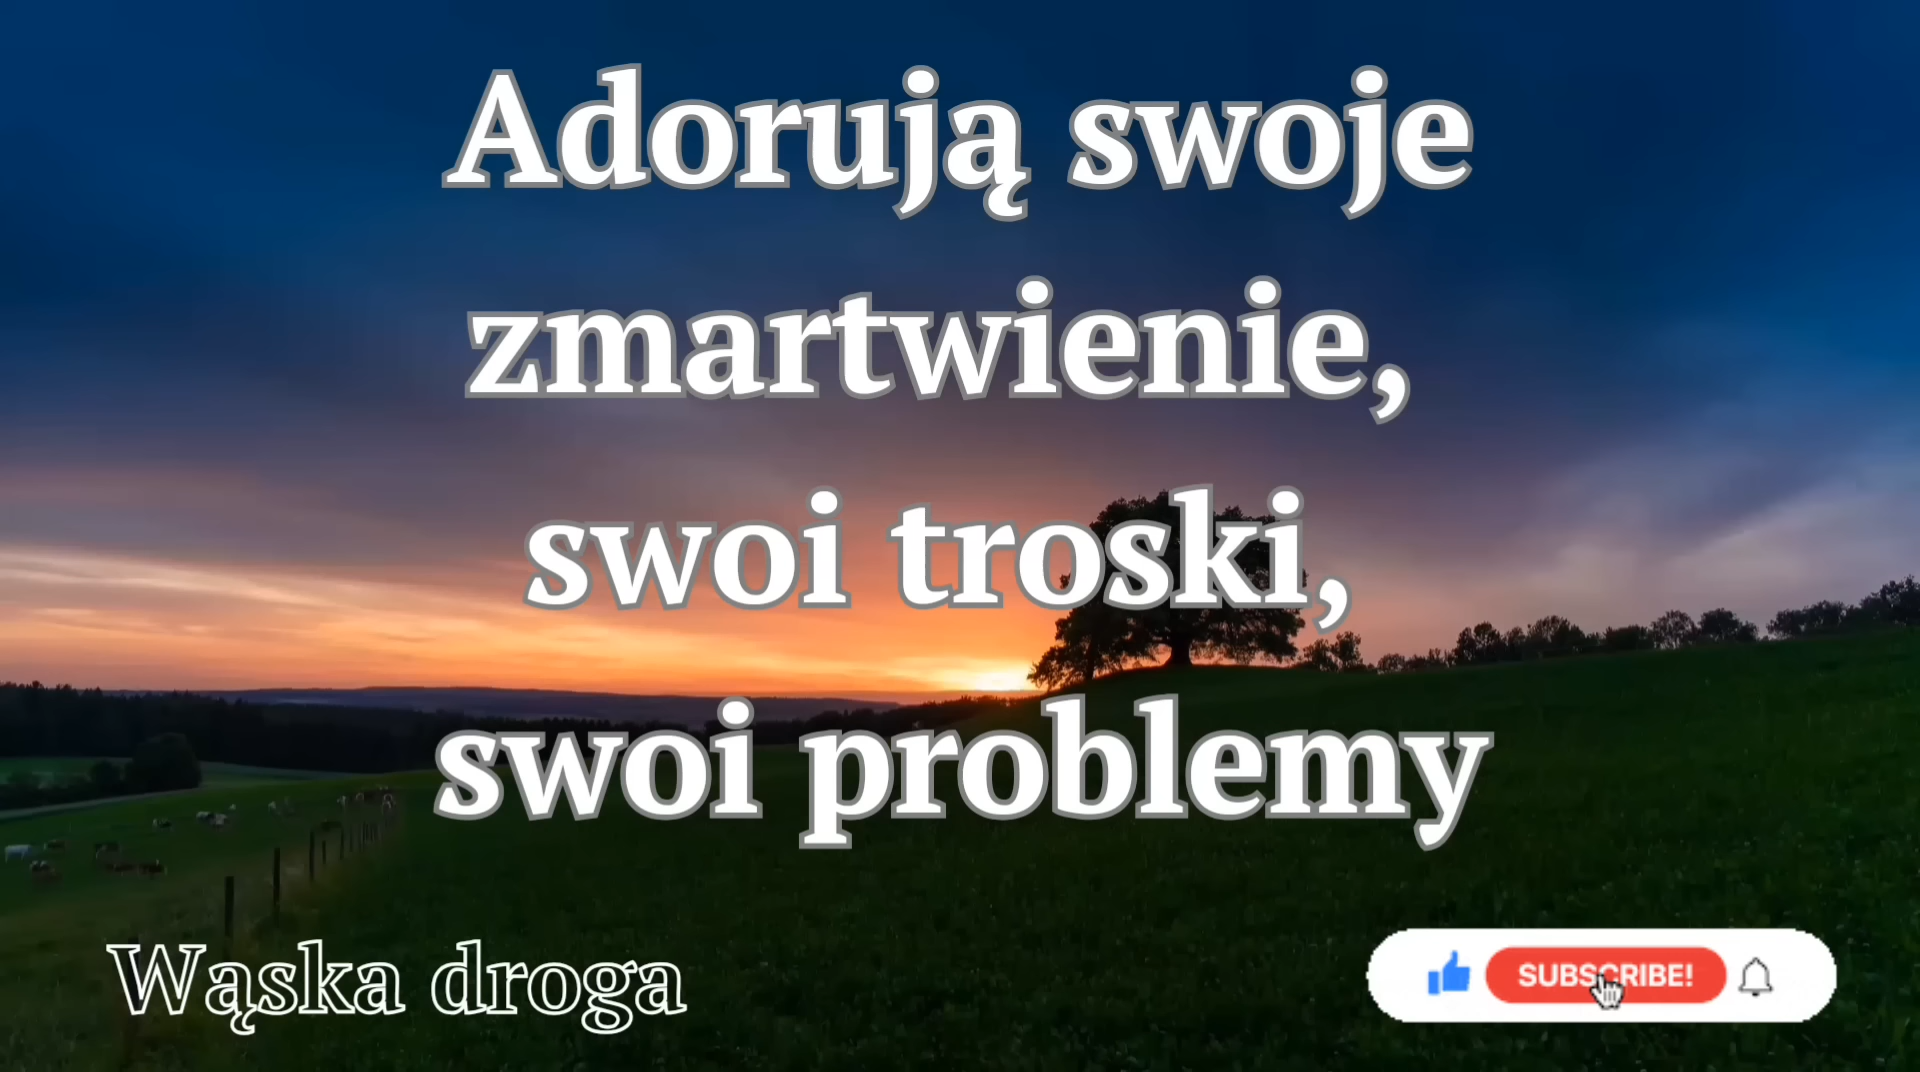 Adorują swoje
zmartwienie,
swoi troski,
swoi problemy
Wąska droga
SUBSCRIBE!